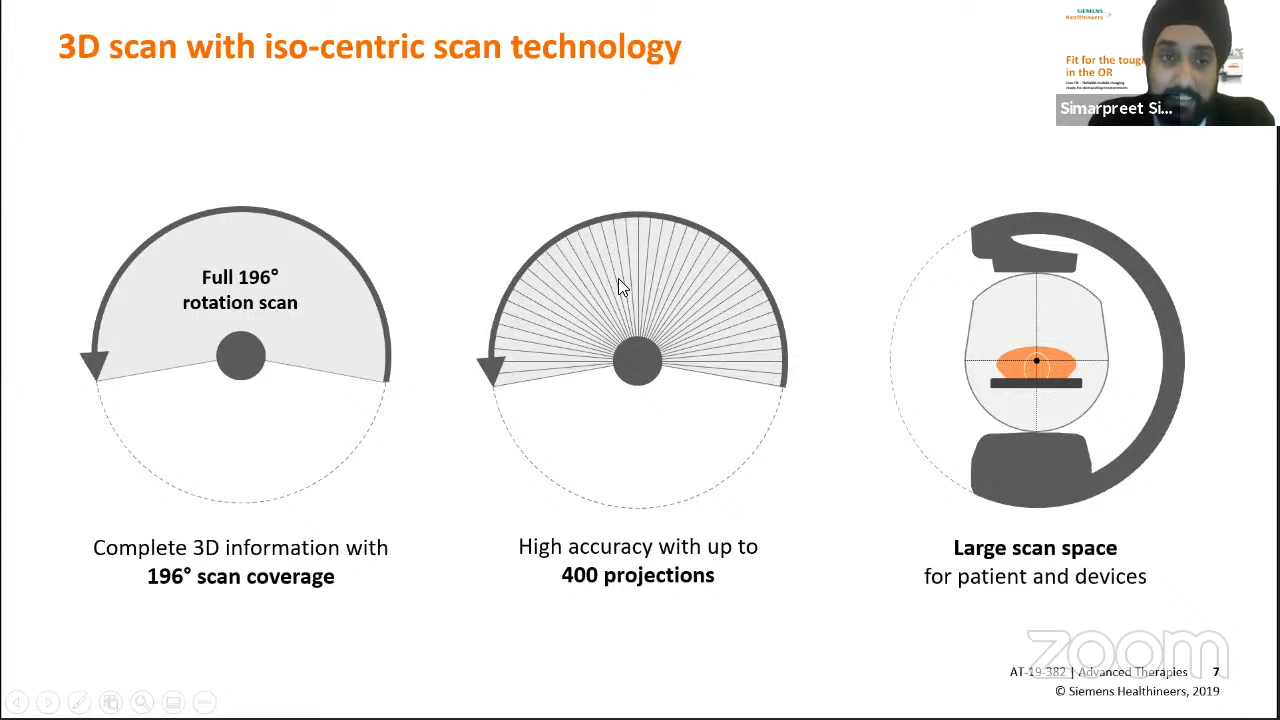 3D scan with iso-centric scan technology
SIEMENS
Healthineers
Fit for the toug
in the OR
Simarpreet Si...
Full 196°
rotation scan
Complete 3D information with
196° scan coverage
High accuracy with up to
400 projections
Large scan space
for patient and devices
zoom
AT-19-382 | Advanced Therapies 7
© Siemens Healthineers, 2019